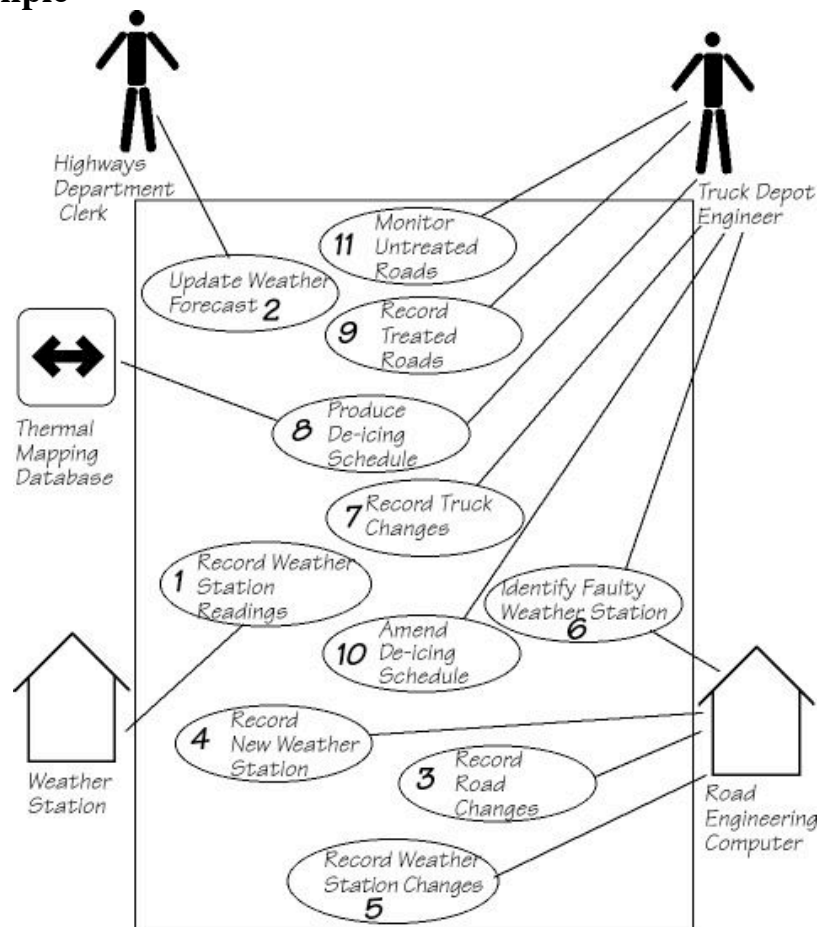 Highways
Department
Clerk
Truck Depot
Engineer
11 Monitor
Untreated
Roads
Update Weather
Forecast 2
9 Record
Treated
Roads
8 Produce
De-icing
Schedule
Thermal
Mapping
Database
7 Record Truck
Changes
1 Record Weather
Station
Readings
Identify Faulty
Weather Station
6
10 Amend
De-icing
Schedule
4 Record
New Weather
Station
Weather
Station
3 Record
Road
Changes
Road
Engineering
Computer
Record Weather
Station Changes
5